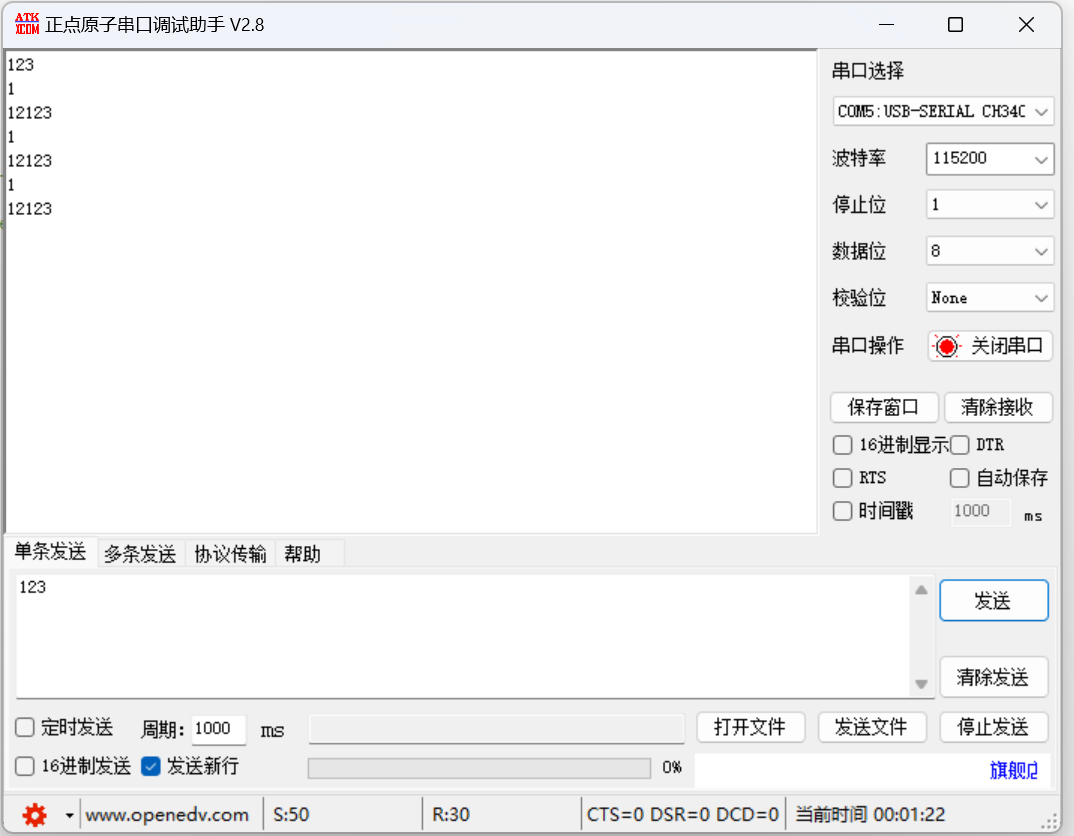 ATK
XCOM 正点原子串口调试助手 V2.8
123
1
12123
1
12123
1
12123
串口选择
COM5:USB-SERIAL CH34C
波特率 115200
停止位 1
数据位 8
校验位 None
串口操作 关闭串口
保存窗口 清除接收
16进制显示 DTR
RTS 自动保存
时间戳 1000 ms
单条发送 多条发送 协议传输 帮助
123
发送
清除发送
定时发送 周期: 1000 ms 打开文件 发送文件 停止发送
16进制发送 发送新行 0% 旗舰
www.openedv.com S:50 R:30 CTS=0 DSR=0 DCD=0 当前时间 00:01:22